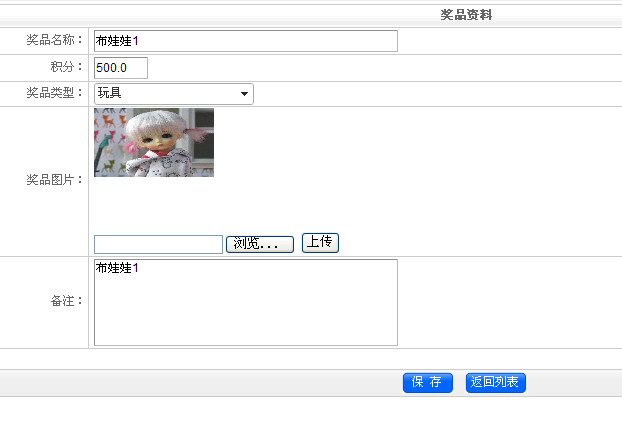 奖品资料
奖品名称： 布娃娃1
积分： 500.0
奖品类型： 玩具
奖品图片：
浏览... 上传
备注： 布娃娃1
保 存 返回列表